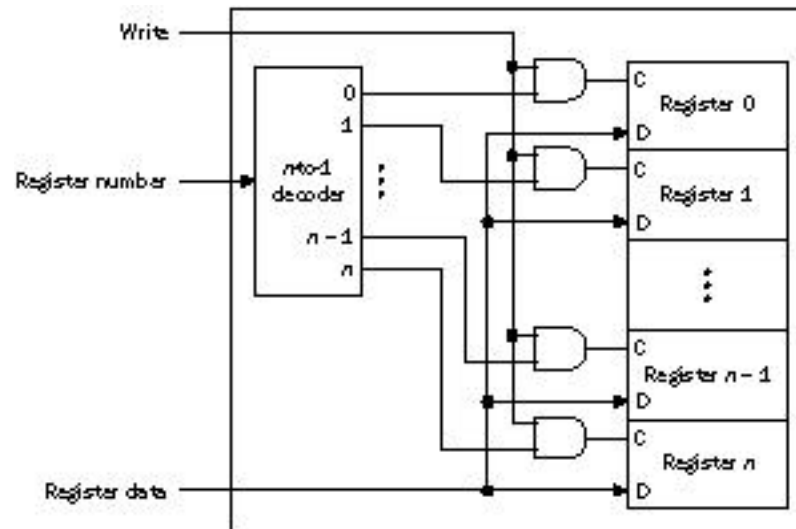 Write
0
1
n-to-1
decoder
n – 1
n
Register number
Register data
C
Register 0
D
C
Register 1
D
C
Register n – 1
D
C
Register n
D